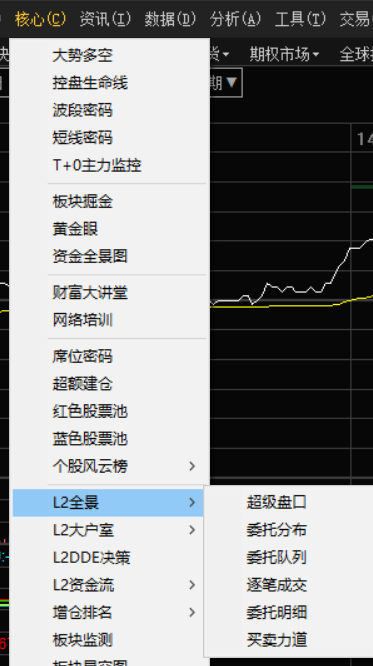 核心(C) 资讯(I) 数据(D) 分析(A) 工具(T) 交易
快 货 期权市场 全球
期
大势多空
控盘生命线
波段密码
短线密码
T+0主力监控
14
板块掘金
黄金眼
资金全景图
财富大讲堂
网络培训
席位密码
超额建仓
红色股票池
蓝色股票池
个股风云榜
L2全景
L2大户室
L2DDE决策
L2资金流
增仓排名
板块监测
超级盘口
委托分布
委托队列
逐笔成交
委托明细
买卖力道